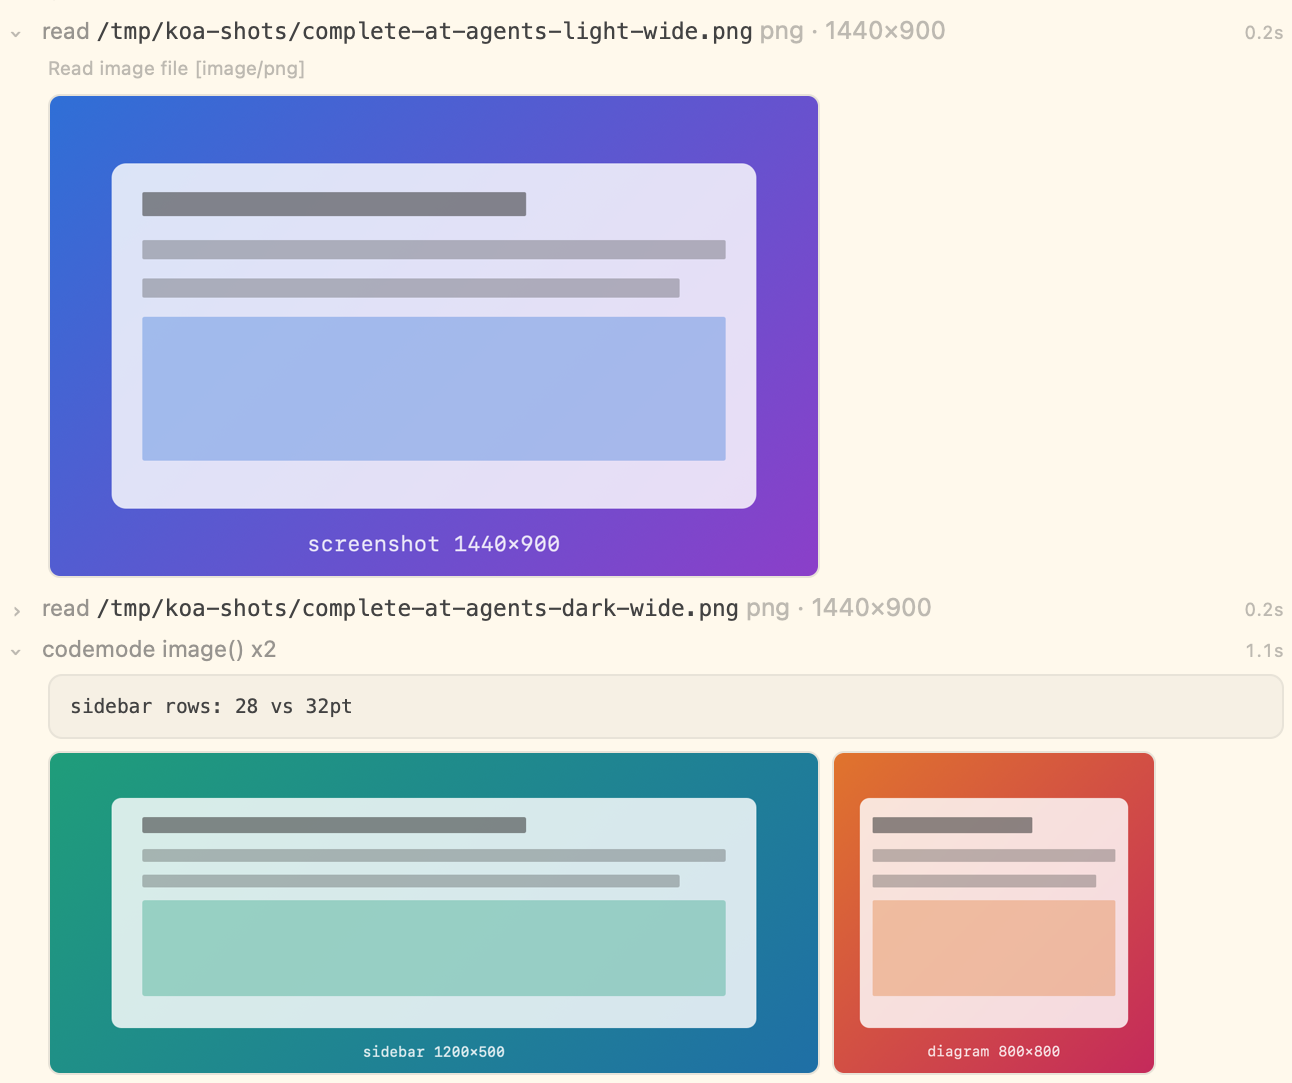 read /tmp/koa-shots/complete-at-agents-light-wide.png png · 1440×900 0.2s
Read image file [image/png]
screenshot 1440×900
read /tmp/koa-shots/complete-at-agents-dark-wide.png png · 1440×900 0.2s
codemode image() x2 1.1s
sidebar rows: 28 vs 32pt
sidebar 1200×500
diagram 800×800